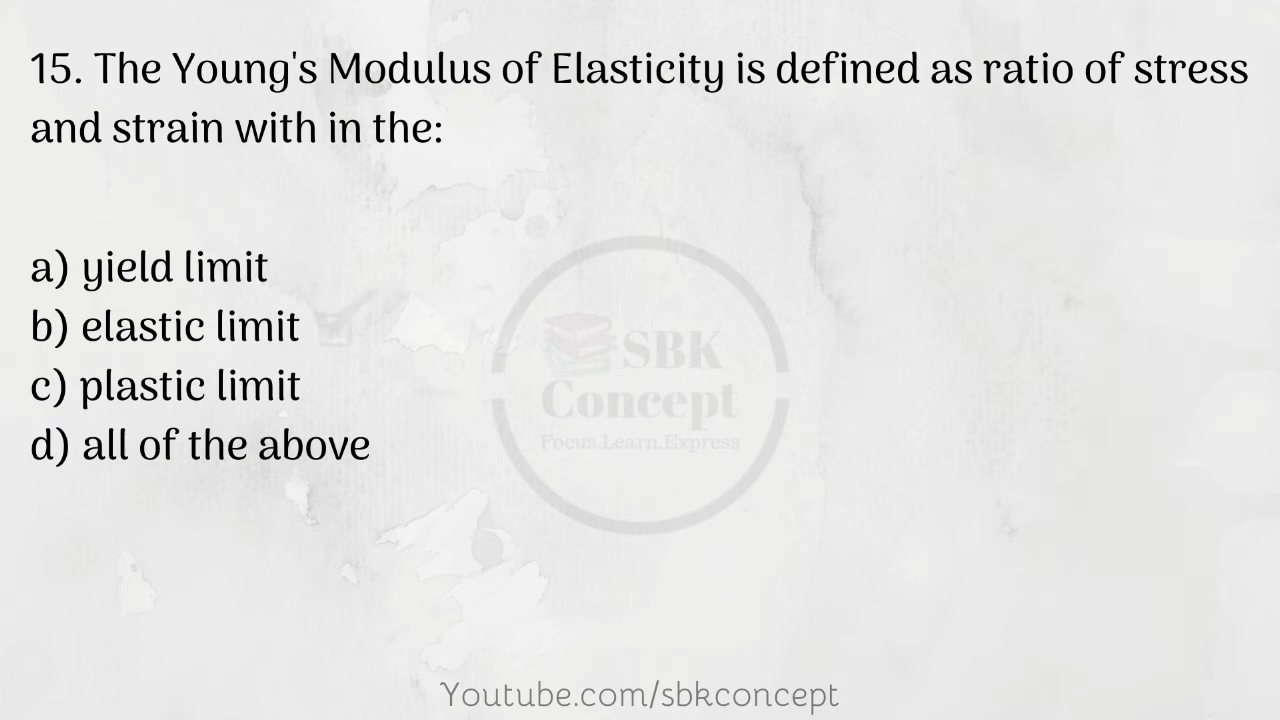 15. The Young's Modulus of Elasticity is defined as ratio of stress
and strain with in the:
a) yield limit
b) elastic limit
c) plastic limit
d) all of the above
SBK
Concept
Focus.Learn.Express
Youtube.com/sbkconcept